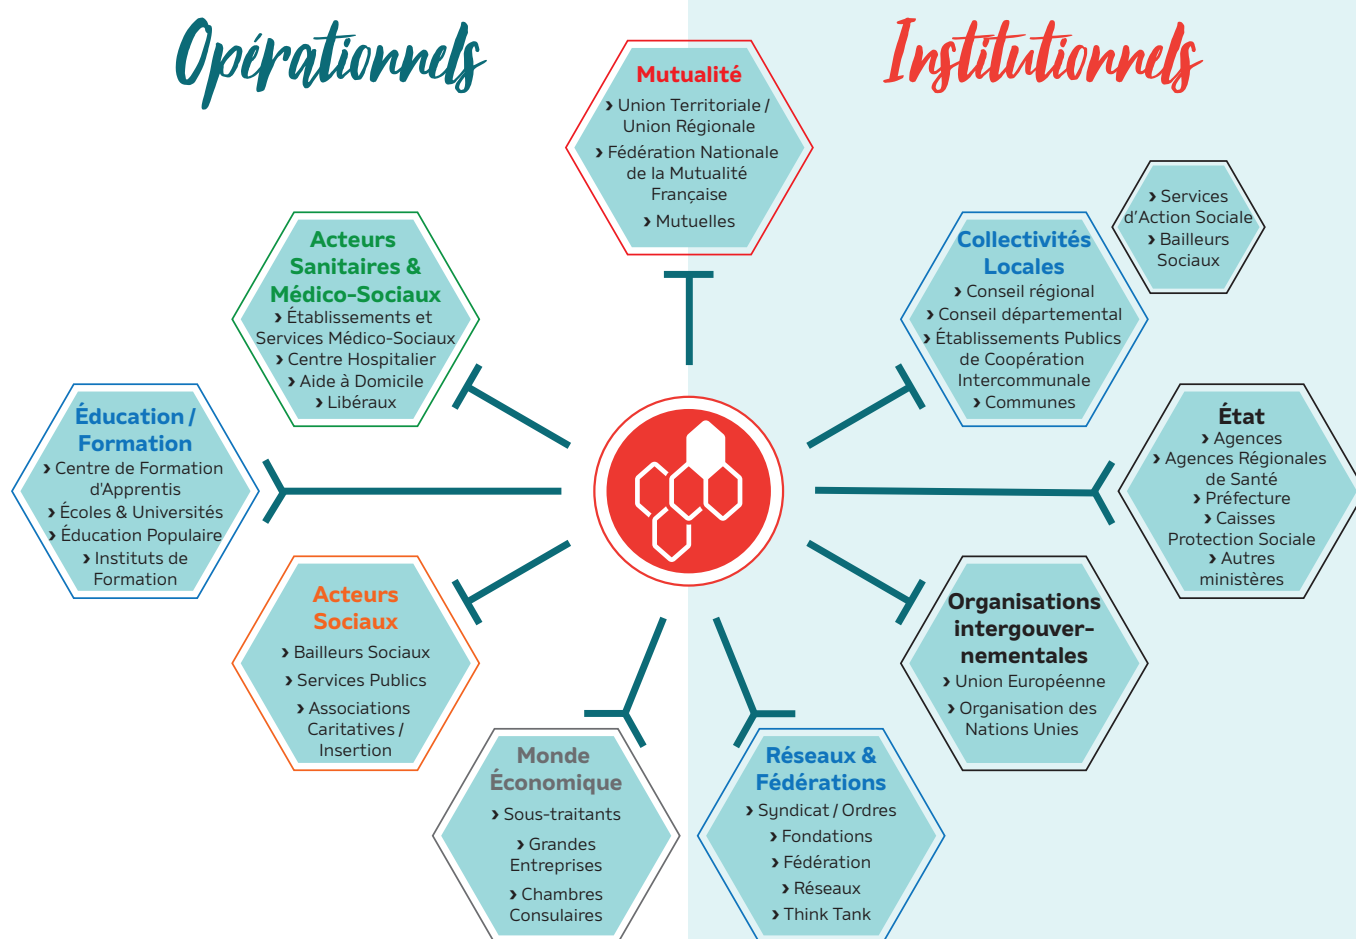 Opérationnels
Institutionnels
Mutualité
› Union Territoriale /
Union Régionale
› Fédération Nationale
de la Mutualité
Française
› Mutuelles
Acteurs
Sanitaires &
Médico-Sociaux
› Établissements et
Services Médico-Sociaux
› Centre Hospitalier
› Aide à Domicile
› Libéraux
Collectivités
Locales
› Conseil régional
› Conseil départemental
› Établissements Publics
de Coopération
Intercommunale
› Communes
› Services
d'Action Sociale
› Bailleurs
Sociaux
Éducation /
Formation
› Centre de Formation
d'Apprentis
› Écoles & Universités
› Éducation Populaire
› Instituts de
Formation
État
› Agences
› Agences Régionales
de Santé
› Préfecture
› Caisses
Protection Sociale
› Autres
ministères
Acteurs
Sociaux
› Bailleurs Sociaux
› Services Publics
› Associations
Caritatives /
Insertion
Organisations
intergouver-
nementales
› Union Européenne
› Organisation des
Nations Unies
Monde
Économique
› Sous-traitants
› Grandes
Entreprises
› Chambres
Consulaires
Réseaux &
Fédérations
› Syndicat / Ordres
› Fondations
› Fédération
› Réseaux
› Think Tank